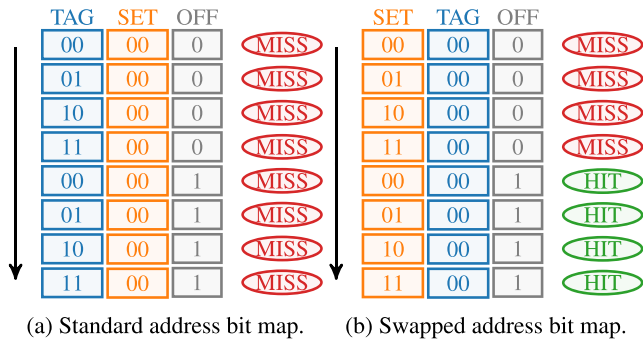 TAG SET OFF SET TAG OFF
00 00 0 MISS 00 00 0 MISS
01 00 0 MISS 01 00 0 MISS
10 00 0 MISS 10 00 0 MISS
11 00 0 MISS 11 00 0 MISS
00 00 1 MISS 00 00 1 HIT
01 00 1 MISS 01 00 1 HIT
10 00 1 MISS 10 00 1 HIT
11 00 1 MISS 11 00 1 HIT
(a) Standard address bit map. (b) Swapped address bit map.